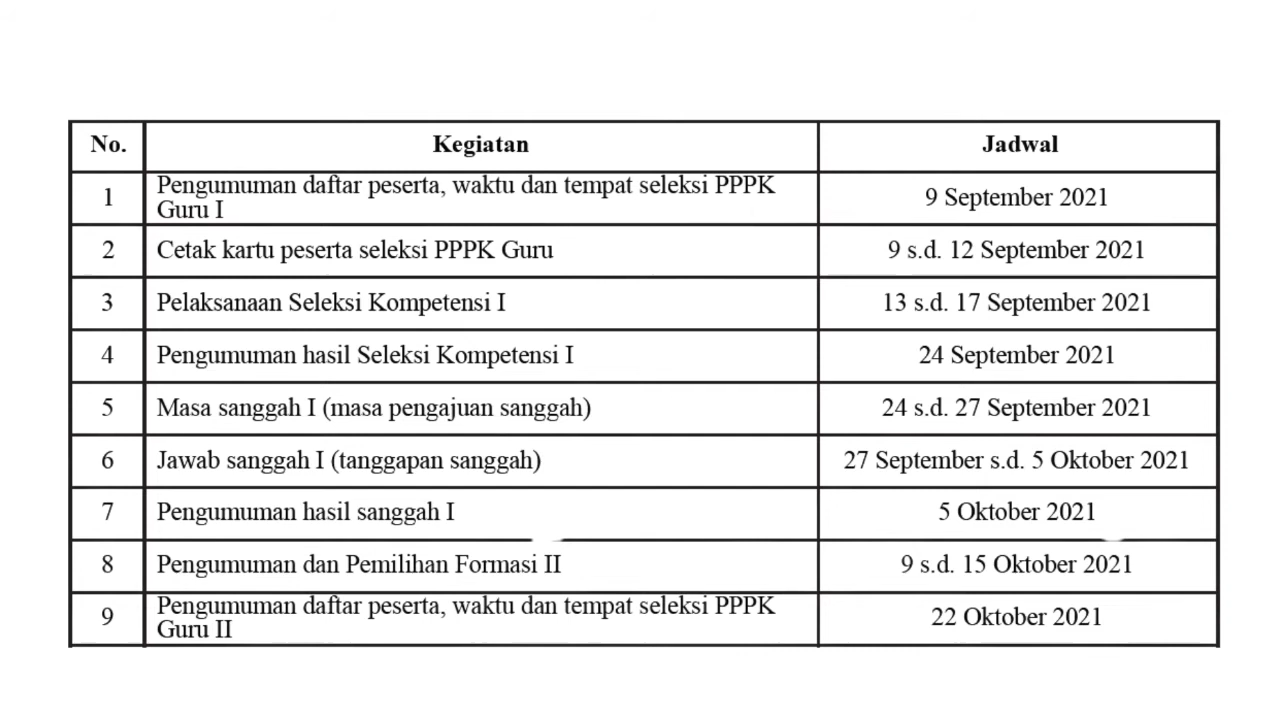 No. Kegiatan Jadwal
1 Pengumuman daftar peserta, waktu dan tempat seleksi PPPK
Guru I 9 September 2021
2 Cetak kartu peserta seleksi PPPK Guru 9 s.d. 12 September 2021
3 Pelaksanaan Seleksi Kompetensi I 13 s.d. 17 September 2021
4 Pengumuman hasil Seleksi Kompetensi I 24 September 2021
5 Masa sanggah I (masa pengajuan sanggah) 24 s.d. 27 September 2021
6 Jawab sanggah I (tanggapan sanggah) 27 September s.d. 5 Oktober 2021
7 Pengumuman hasil sanggah I 5 Oktober 2021
8 Pengumuman dan Pemilihan Formasi II 9 s.d. 15 Oktober 2021
9 Pengumuman daftar peserta, waktu dan tempat seleksi PPPK
Guru II 22 Oktober 2021